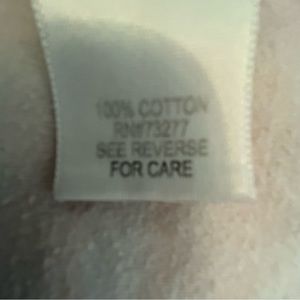 100% COTTON
RN#73277
SEE REVERSE
FOR CARE